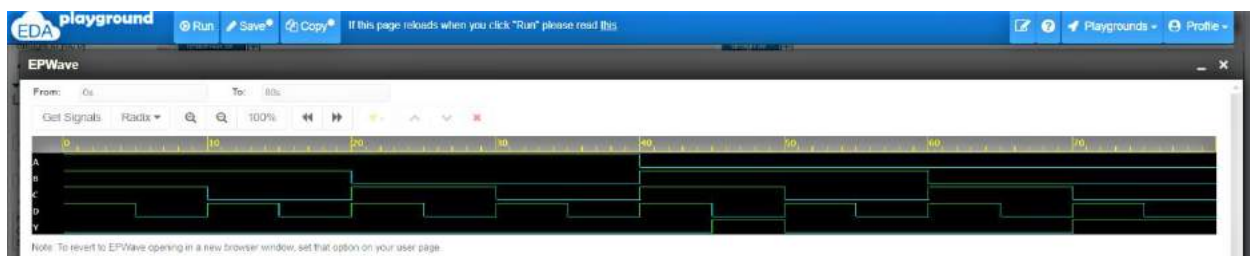 EDA playground Run Save Copy If this page reloads when you click "Run" please read this Playgrounds Profile
EPWave
From: 0s To: 80s
Get Signals Radix 100%
0 10 20 30 40 50 60 70
A
B
C
D
Y
Note: To revert to EPWave opening in a new browser window, set that option on your user page.